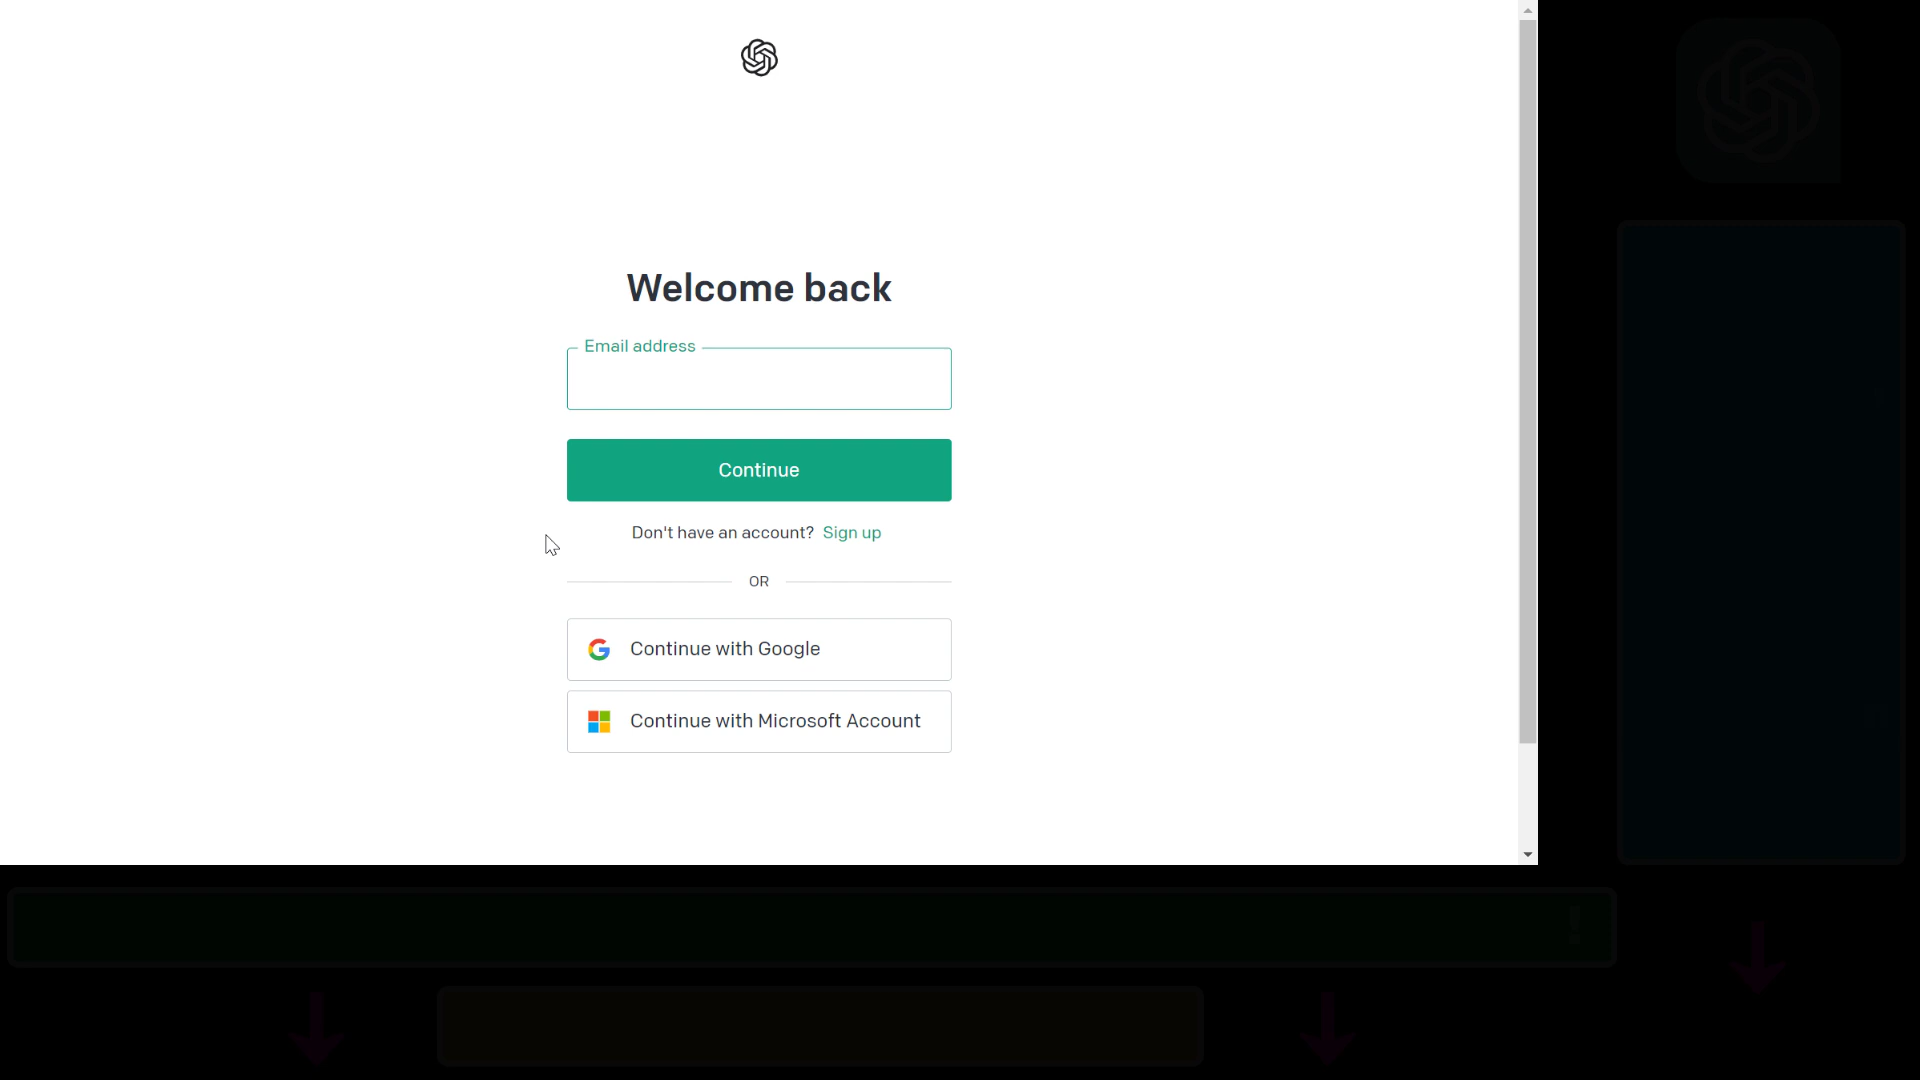 Welcome back
Email address
Continue
Don't have an account? Sign up
OR
Continue with Google
Continue with Microsoft Account